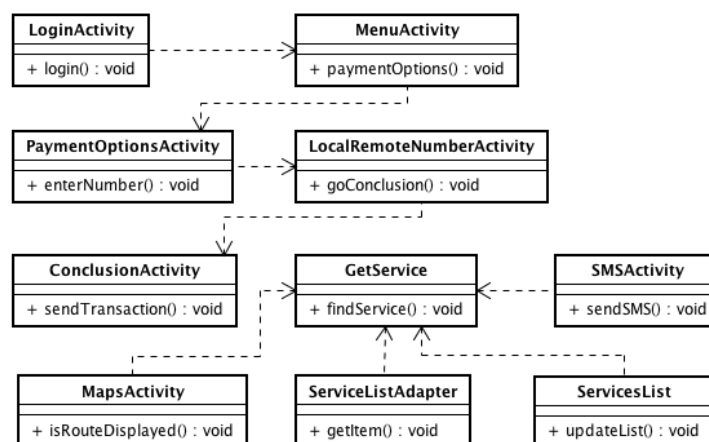 LoginActivity
+ login() : void
MenuActivity
+ paymentOptions() : void
PaymentOptionsActivity
+ enterNumber() : void
LocalRemoteNumberActivity
+ goConclusion() : void
ConclusionActivity
+ sendTransaction() : void
GetService
+ findService() : void
SMSActivity
+ sendSMS() : void
MapsActivity
+ isRouteDisplayed() : void
ServiceListAdapter
+ getItem() : void
ServicesList
+ updateList() : void